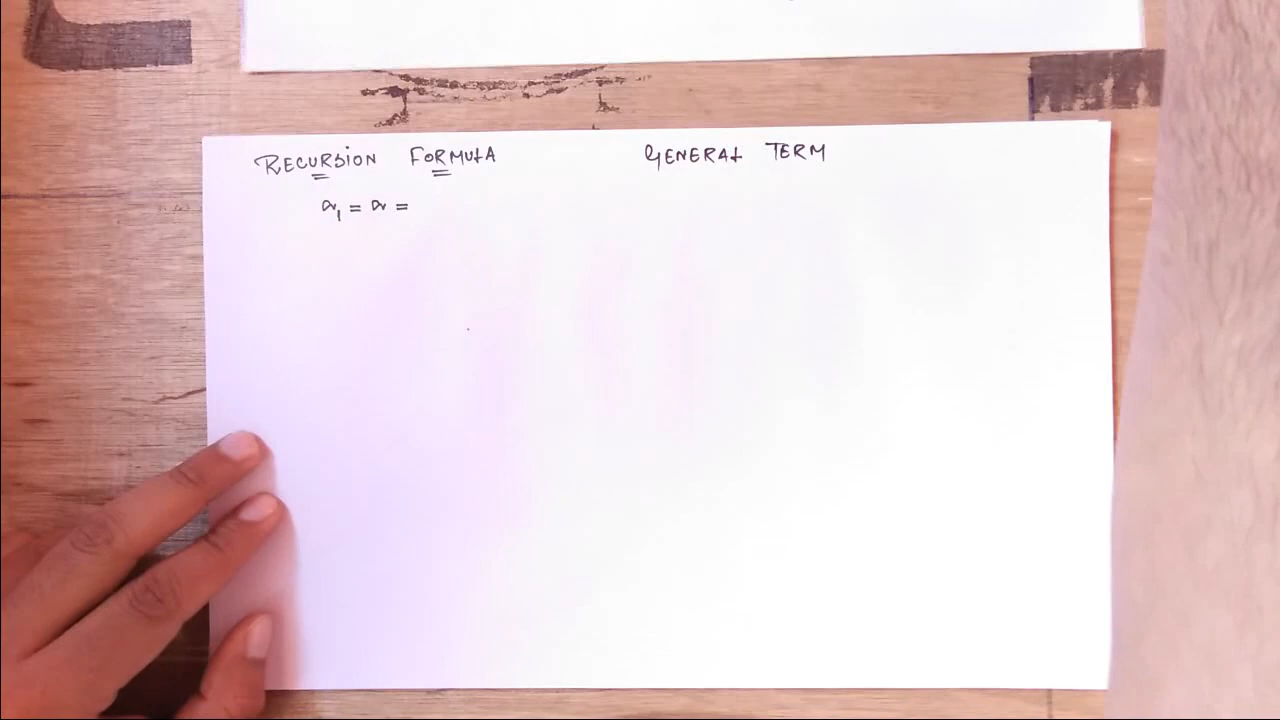 RECURSION FORMULA GENERAL TERM
a₁ = a =